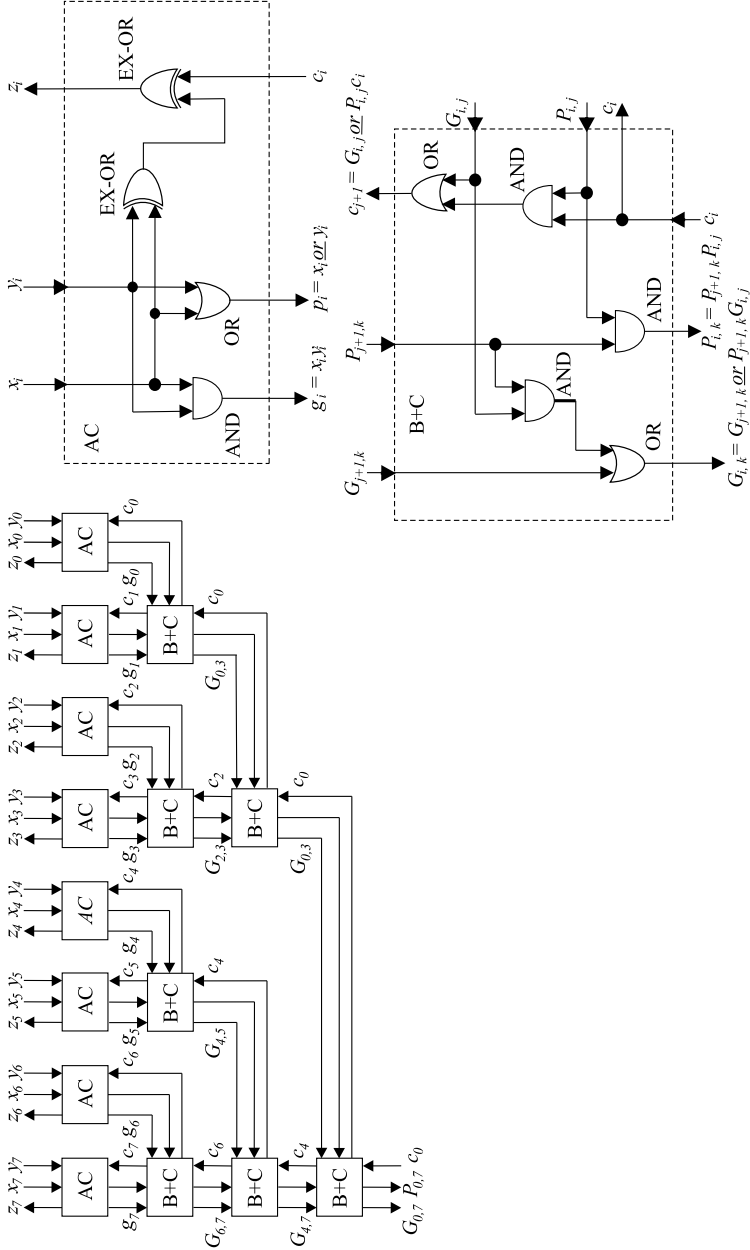 z7 x7 y7 z6 x6 y6 z5 x5 y5 z4 x4 y4 z3 x3 y3 z2 x2 y2 z1 x1 y1 z0 x0 y0
AC AC AC AC AC AC AC AC
g7 c7 g6 c6 g5 c5 g4 c4 g3 c3 g2 c2 g1 c1 g0 c0
B+C B+C B+C B+C
G6,7 c6 G4,5 c4 G2,3 c2 G0,3 c0
B+C B+C
G4,7 c4 G0,3 c0
B+C
G0,7 P0,7 c0
xi yi zi
AC
EX-OR
EX-OR
AND
OR
gi = xiyi
pi = xi or yi
ci
Gj+1,k
Pj+1,k
cj+1 = Gi,j or Pi,jci
B+C
Gi,j
OR
AND
Pi,j
ci
AND
AND
OR
Gi,k = Gj+1,k or Pj+1,kGi,j
Pi,k = Pj+1,kPi,j
ci